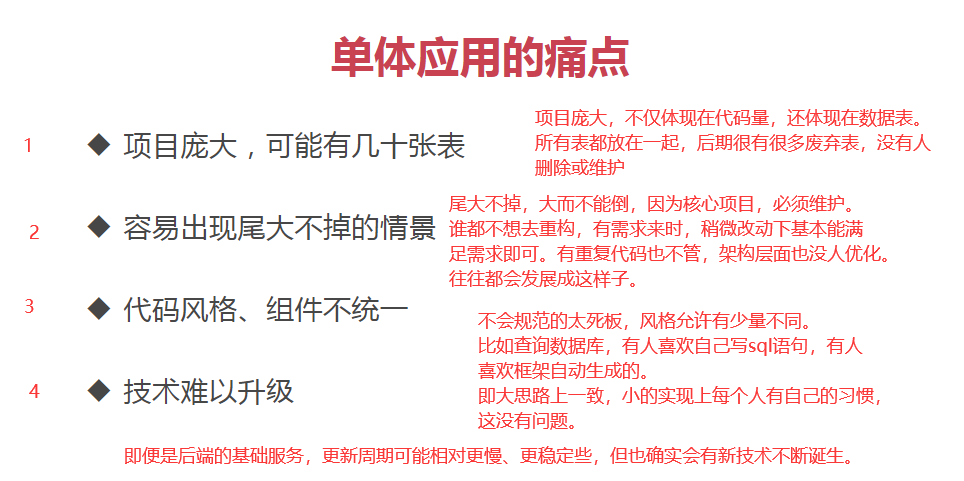 单体应用的痛点
1
◆ 项目庞大，可能有几十张表
项目庞大，不仅体现在代码量，还体现在数据表。
所有表都放在一起，后期很有很多废弃表，没有人
删除或维护
2
◆ 容易出现尾大不掉的情景
尾大不掉，大而不能倒，因为核心项目，必须维护。
谁都不想去重构，有需求来时，稍微改动下基本能满
足需求即可。有重复代码也不管，架构层面也没人优化。
往往都会发展成这样子。
3
◆ 代码风格、组件不统一
不会规范的太死板，风格允许有少量不同。
比如查询数据库，有人喜欢自己写sql语句，有人
喜欢框架自动生成的。
即大思路上一致，小的实现上每个人有自己的习惯，
这没有问题。
4
◆ 技术难以升级
即便是后端的基础服务，更新周期可能相对更慢、更稳定些，但也确实会有新技术不断诞生。